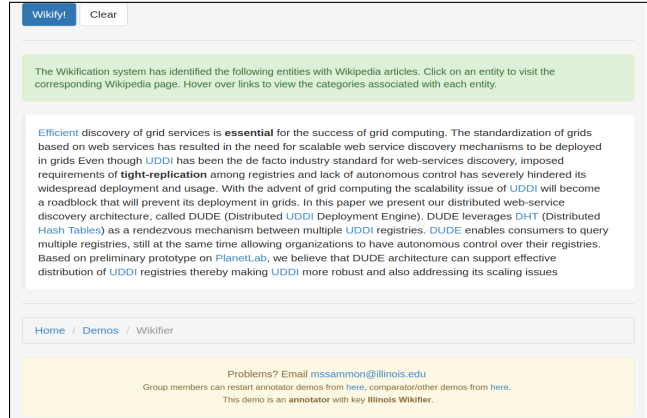 Wikify! Clear
The Wikification system has identified the following entities with Wikipedia articles. Click on an entity to visit the
corresponding Wikipedia page. Hover over links to view the categories associated with each entity.
Efficient discovery of grid services is essential for the success of grid computing. The standardization of grids
based on web services has resulted in the need for scalable web service discovery mechanisms to be deployed
in grids Even though UDDI has been the de facto industry standard for web-services discovery, imposed
requirements of tight-replication among registries and lack of autonomous control has severely hindered its
widespread deployment and usage. With the advent of grid computing the scalability issue of UDDI will become
a roadblock that will prevent its deployment in grids. In this paper we present our distributed web-service
discovery architecture, called DUDE (Distributed UDDI Deployment Engine). DUDE leverages DHT (Distributed
Hash Tables) as a rendezvous mechanism between multiple UDDI registries. DUDE enables consumers to query
multiple registries, still at the same time allowing organizations to have autonomous control over their registries.
Based on preliminary prototype on PlanetLab, we believe that DUDE architecture can support effective
distribution of UDDI registries thereby making UDDI more robust and also addressing its scaling issues
Home / Demos / Wikifier
Problems? Email mssammon@illinois.edu
Group members can restart annotator demos from here, comparator/other demos from here.
This demo is an annotator with key Illinois Wikifier.